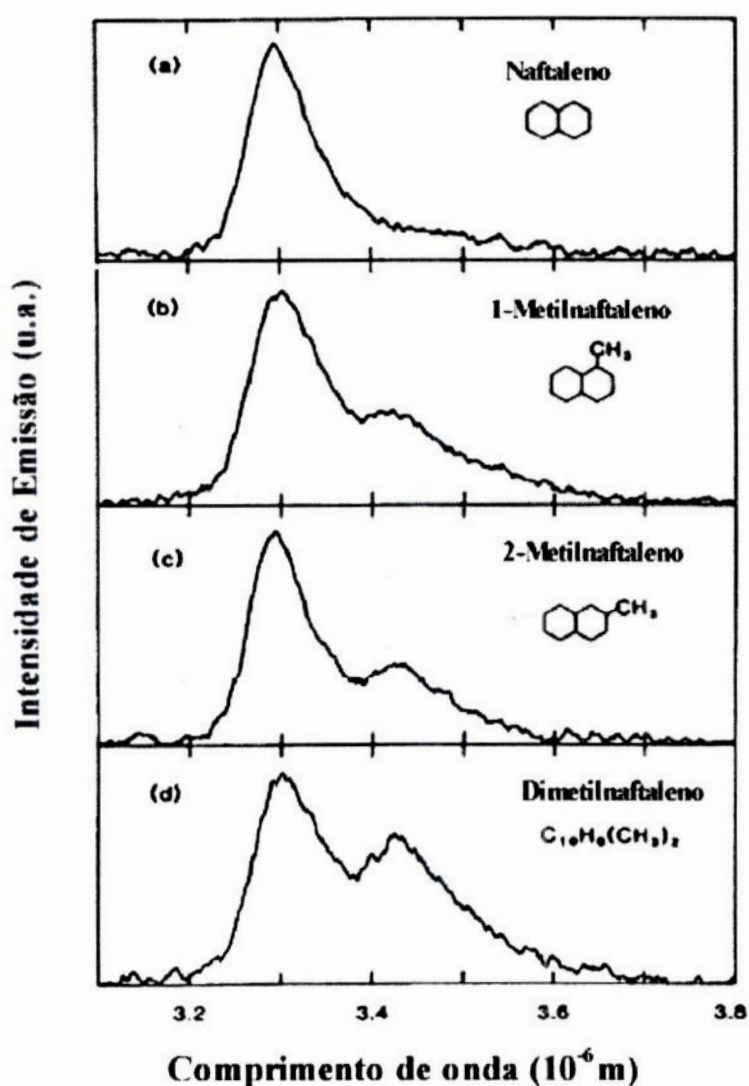 (a)
Naftaleno
(b)
1-Metilnaftaleno
CH₃
(c)
2-Metilnaftaleno
CH₃
(d)
Dimetilnaftaleno
C₁₀H₆(CH₃)₂
Intensidade de Emissão (u.a.)
3.2 3.4 3.6 3.8
Comprimento de onda (10⁻⁶ m)